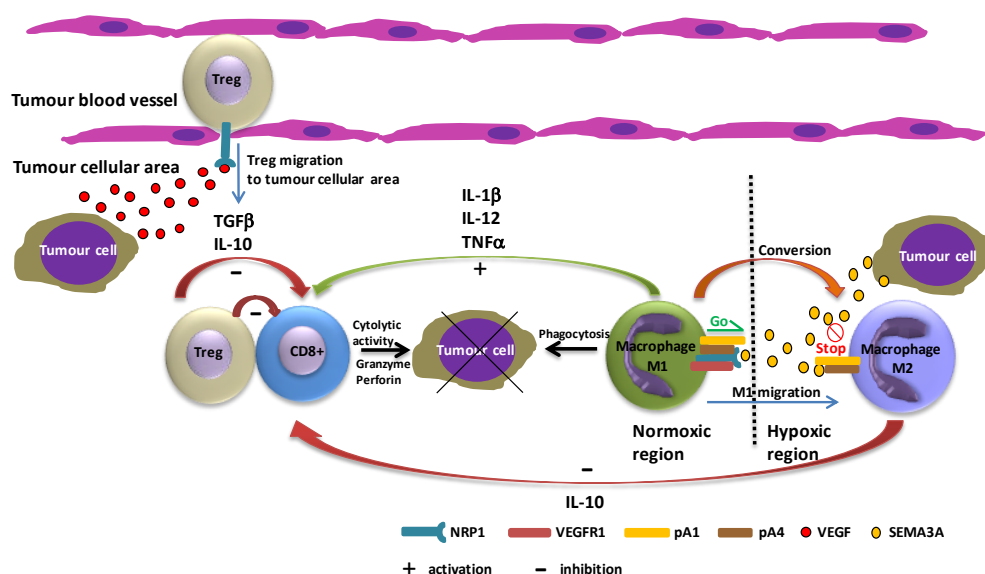 Treg
Tumour blood vessel
Tumour cellular area
Treg migration
to tumour cellular area
TGFβ
IL-10
–
IL-1β
IL-12
TNFα
+
Conversion
Tumour cell
Tumour cell
–
Treg
CD8+
Cytolytic
activity
Granzyme
Perforin
Tumour cell
Phagocytosis
Macrophage
M1
Go
Stop
Macrophage
M2
M1 migration
Normoxic
region
Hypoxic
region
–
IL-10
NRP1
VEGFR1
pA1
pA4
VEGF
SEMA3A
+ activation
– inhibition